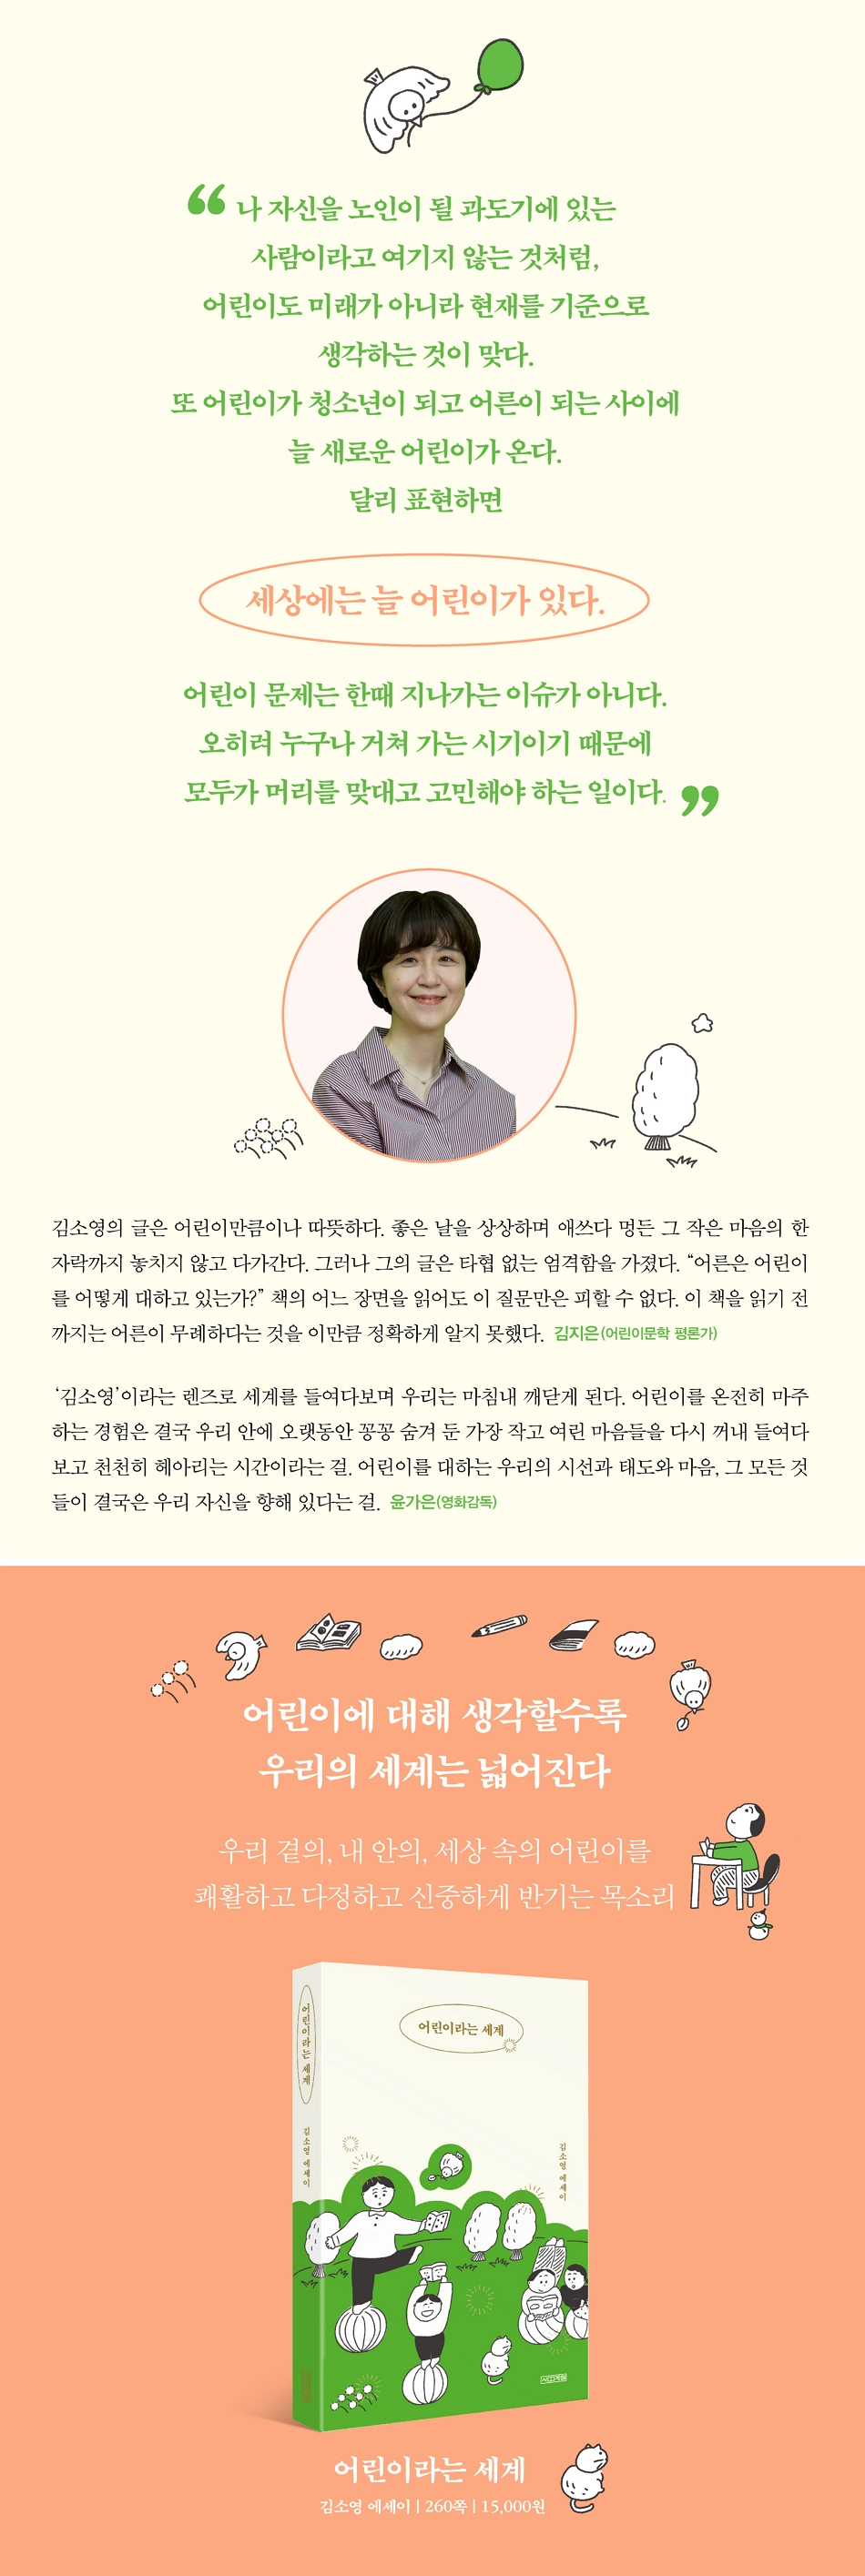 “ 나 자신을 노인이 될 과도기에 있는
사람이라고 여기지 않는 것처럼,
어린이도 미래가 아니라 현재를 기준으로
생각하는 것이 맞다.
또 어린이가 청소년이 되고 어른이 되는 사이에
늘 새로운 어린이가 온다.
달리 표현하면
세상에는 늘 어린이가 있다.
어린이 문제는 한때 지나가는 이슈가 아니다.
오히려 누구나 거쳐 가는 시기이기 때문에
모두가 머리를 맞대고 고민해야 하는 일이다. ”
김소영의 글은 어린이만큼이나 따뜻하다. 좋은 날을 상상하며 애쓰다 멍든 그 작은 마음의 한
자락까지 놓치지 않고 다가간다. 그러나 그의 글은 타협 없는 엄격함을 가졌다. “어른은 어린이
를 어떻게 대하고 있는가?” 책의 어느 장면을 읽어도 이 질문만은 피할 수 없다. 이 책을 읽기 전
까지는 어른이 무례하다는 것을 이만큼 정확하게 알지 못했다. 김지은(어린이문학 평론가)
‘김소영’이라는 렌즈로 세계를 들여다보며 우리는 마침내 깨닫게 된다. 어린이를 온전히 마주
하는 경험은 결국 우리 안에 오랫동안 꽁꽁 숨겨 둔 가장 작고 여린 마음들을 다시 꺼내 들여다
보고 천천히 헤아리는 시간이라는 걸. 어린이를 대하는 우리의 시선과 태도와 마음, 그 모든 것
들이 결국은 우리 자신을 향해 있다는 걸. 윤가은(영화감독)
어린이에 대해 생각할수록
우리의 세계는 넓어진다
우리 곁의, 내 안의, 세상 속의 어린이를
쾌활하고 다정하고 신중하게 반기는 목소리
어린이라는 세계
김소영 에세이
어린이라는 세계
김소영 에세이
사계절
어린이라는 세계
김소영 에세이 | 260쪽 | 15,000원